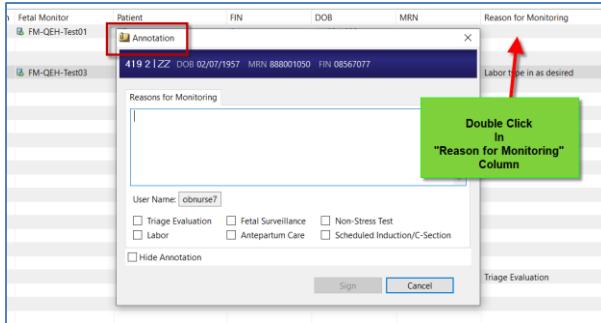 Fetal Monitor Patient FIN DOB MRN Reason for Monitoring
FM-QEH-Test01
Annotation
419 2 | ZZ DOB 02/07/1957 MRN 888001050 FIN 08567077
FM-QEH-Test03
Labor type in as desired
Reasons for Monitoring
Double Click
In
"Reason for Monitoring"
Column
User Name: obnurse7
Triage Evaluation Fetal Surveillance Non-Stress Test
Labor Antepartum Care Scheduled Induction/C-Section
Hide Annotation
Triage Evaluation
Sign Cancel